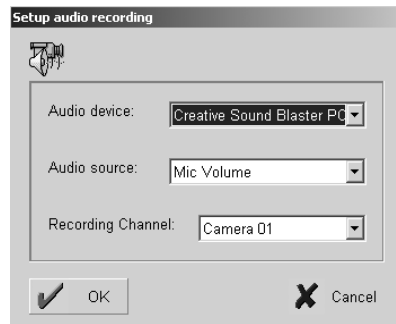 Setup audio recording
Audio device: Creative Sound Blaster PC
Audio source: Mic Volume
Recording Channel: Camera 01
OK Cancel